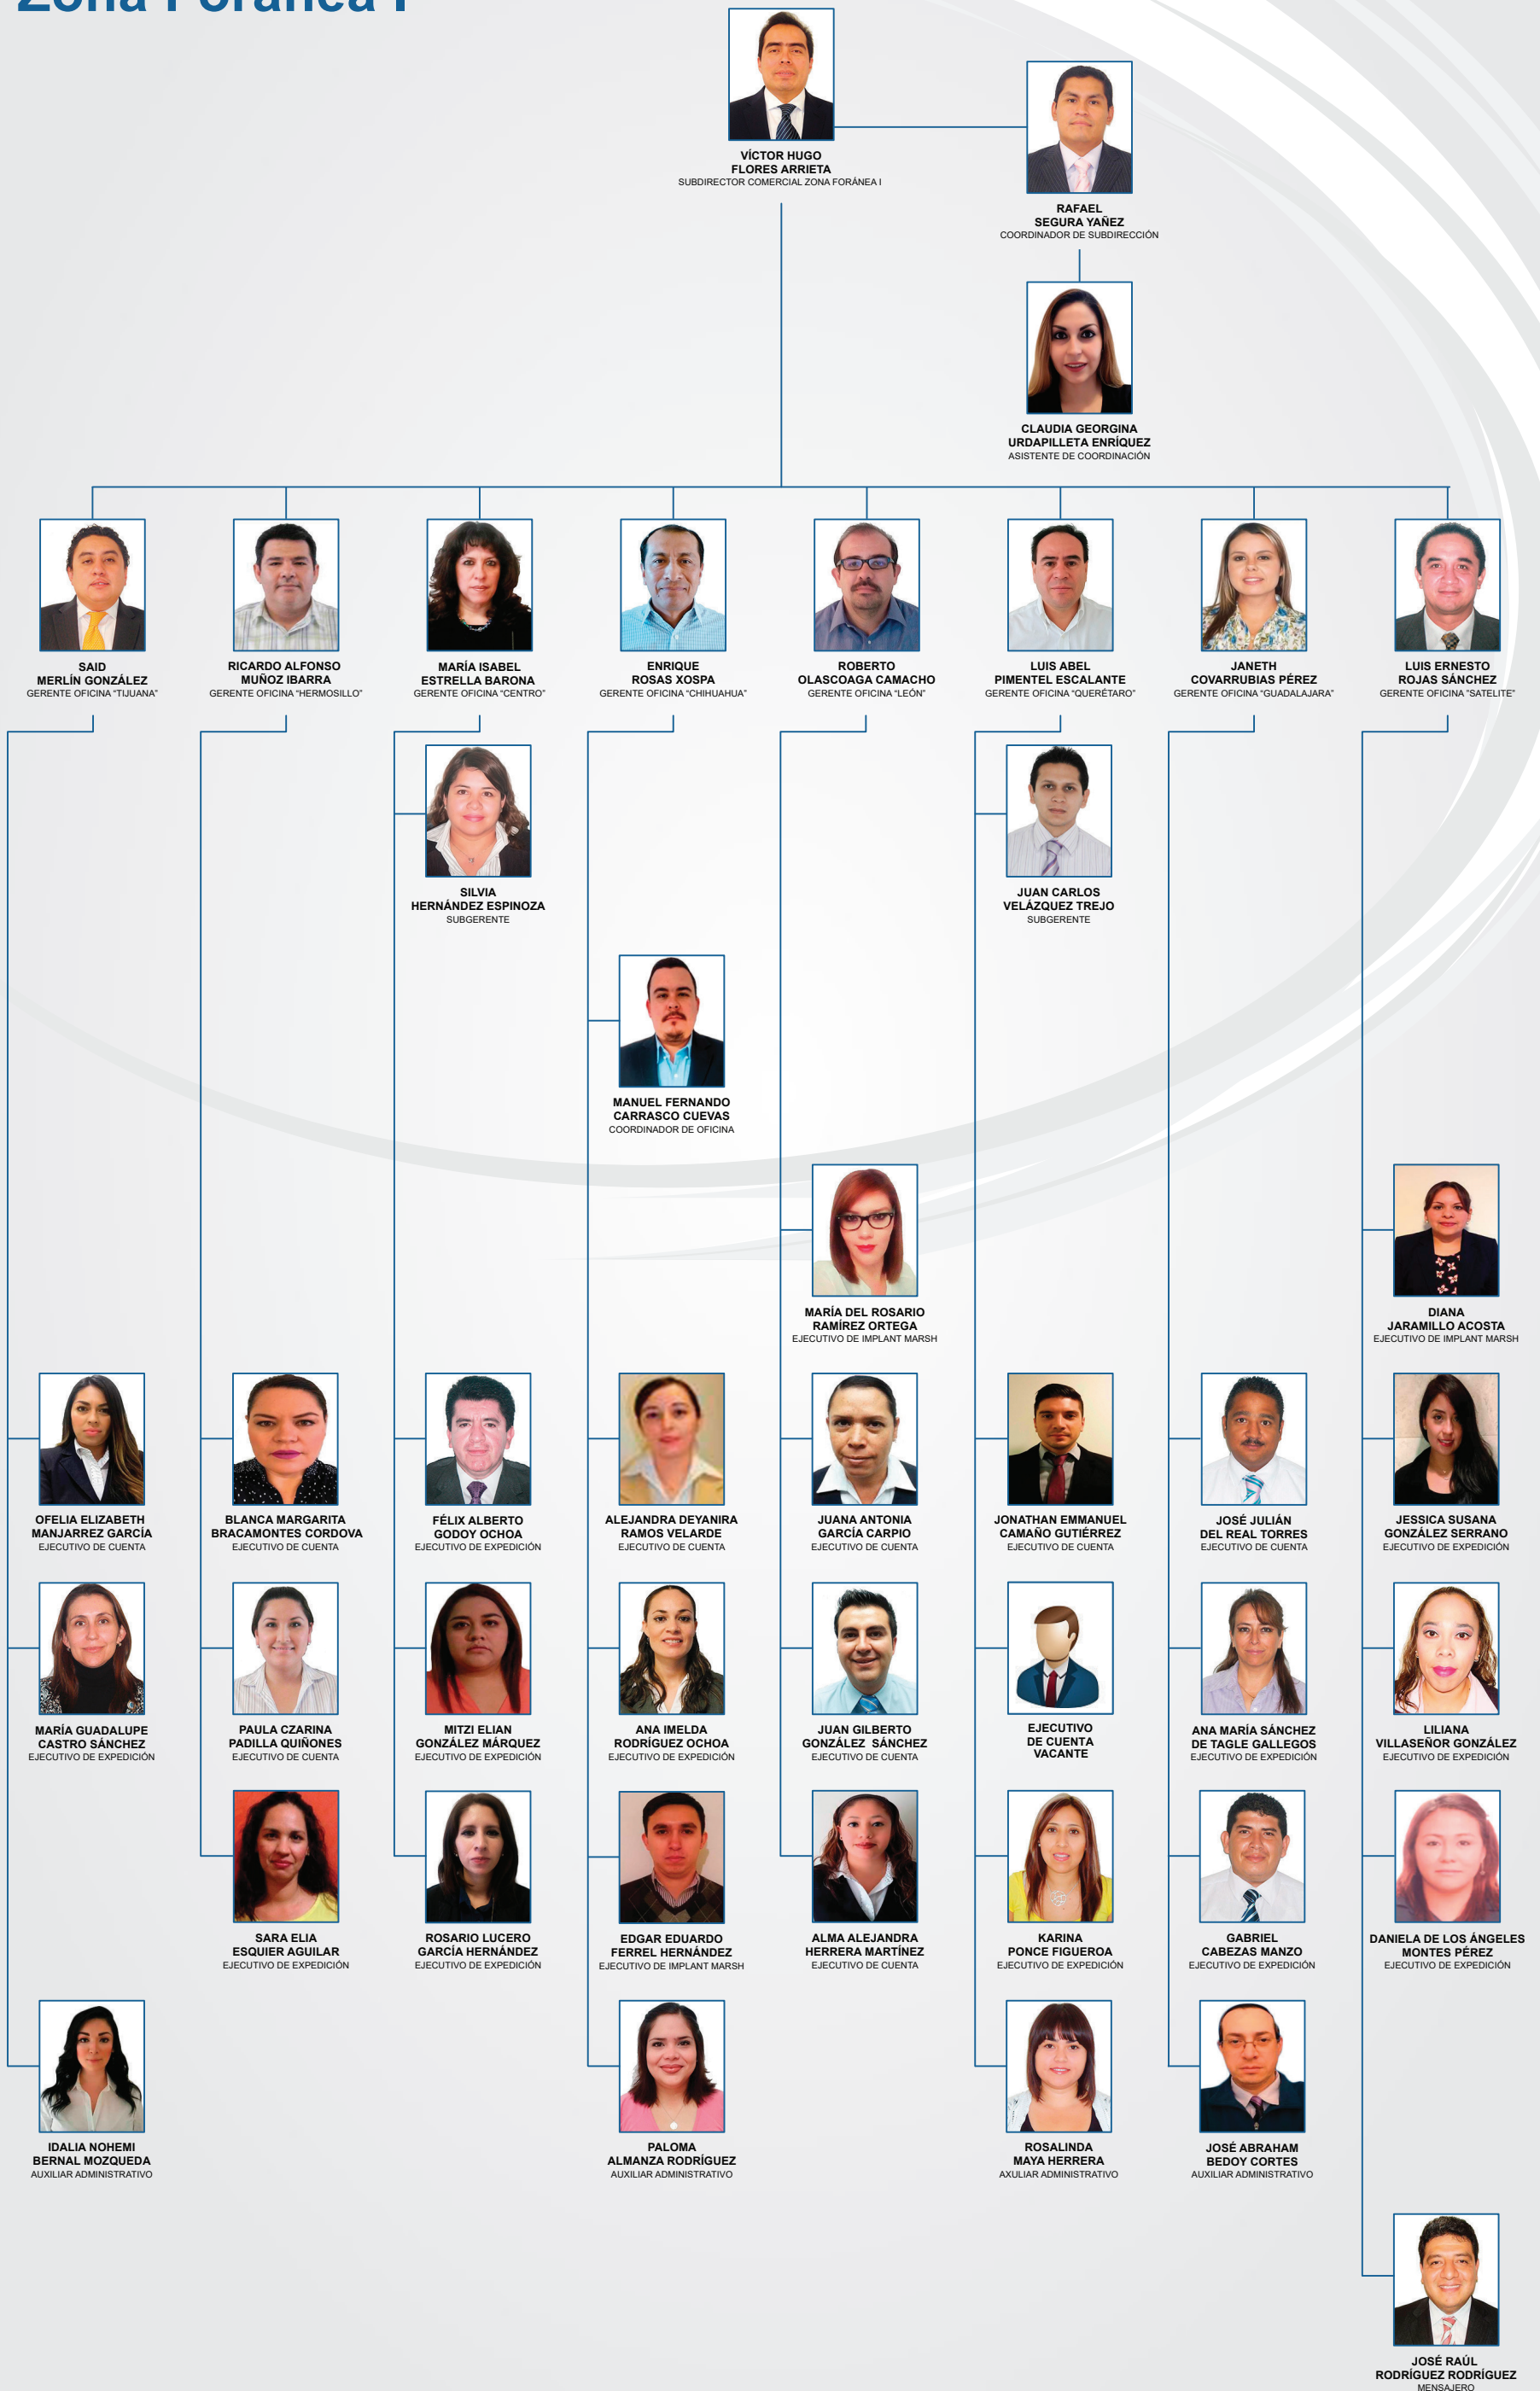 Zona Foránea I
VÍCTOR HUGO
FLORES ARRIETA
SUBDIRECTOR COMERCIAL ZONA FORÁNEA I
RAFAEL
SEGURA YAÑEZ
COORDINADOR DE SUBDIRECCIÓN
CLAUDIA GEORGINA
URDAPILLETA ENRÍQUEZ
ASISTENTE DE COORDINACIÓN
SAID
MERLÍN GONZÁLEZ
GERENTE OFICINA "TIJUANA"
RICARDO ALFONSO
MUÑOZ IBARRA
GERENTE OFICINA "HERMOSILLO"
MARÍA ISABEL
ESTRELLA BARONA
GERENTE OFICINA "CENTRO"
ENRIQUE
ROSAS XOSPA
GERENTE OFICINA "CHIHUAHUA"
ROBERTO
OLASCOAGA CAMACHO
GERENTE OFICINA "LEÓN"
LUIS ABEL
PIMENTEL ESCALANTE
GERENTE OFICINA "QUERÉTARO"
JANETH
COVARRUBIAS PÉREZ
GERENTE OFICINA "GUADALAJARA"
LUIS ERNESTO
ROJAS SÁNCHEZ
GERENTE OFICINA "SATELITE"
SILVIA
HERNÁNDEZ ESPINOZA
SUBGERENTE
JUAN CARLOS
VELÁZQUEZ TREJO
SUBGERENTE
MANUEL FERNANDO
CARRASCO CUEVAS
COORDINADOR DE OFICINA
MARÍA DEL ROSARIO
RAMÍREZ ORTEGA
EJECUTIVO DE IMPLANT MARSH
DIANA
JARAMILLO ACOSTA
EJECUTIVO DE IMPLANT MARSH
OFELIA ELIZABETH
MANJARREZ GARCÍA
EJECUTIVO DE CUENTA
BLANCA MARGARITA
BRACAMONTES CORDOVA
EJECUTIVO DE CUENTA
FÉLIX ALBERTO
GODOY OCHOA
EJECUTIVO DE EXPEDICIÓN
ALEJANDRA DEYANIRA
RAMOS VELARDE
EJECUTIVO DE CUENTA
JUANA ANTONIA
GARCÍA CARPIO
EJECUTIVO DE CUENTA
JONATHAN EMMANUEL
CAMAÑO GUTIÉRREZ
EJECUTIVO DE CUENTA
JOSÉ JULIÁN
DEL REAL TORRES
EJECUTIVO DE CUENTA
JESSICA SUSANA
GONZÁLEZ SERRANO
EJECUTIVO DE EXPEDICIÓN
MARÍA GUADALUPE
CASTRO SÁNCHEZ
EJECUTIVO DE EXPEDICIÓN
PAULA CZARINA
PADILLA QUIÑONES
EJECUTIVO DE CUENTA
MITZI ELIAN
GONZÁLEZ MÁRQUEZ
EJECUTIVO DE EXPEDICIÓN
ANA IMELDA
RODRÍGUEZ OCHOA
EJECUTIVO DE EXPEDICIÓN
JUAN GILBERTO
GONZÁLEZ SÁNCHEZ
EJECUTIVO DE CUENTA
EJECUTIVO
DE CUENTA
VACANTE
ANA MARÍA SÁNCHEZ
DE TAGLE GALLEGOS
EJECUTIVO DE EXPEDICIÓN
LILIANA
VILLASEÑOR GONZÁLEZ
EJECUTIVO DE EXPEDICIÓN
SARA ELIA
ESQUIER AGUILAR
EJECUTIVO DE EXPEDICIÓN
ROSARIO LUCERO
GARCÍA HERNÁNDEZ
EJECUTIVO DE EXPEDICIÓN
EDGAR EDUARDO
FERREL HERNÁNDEZ
EJECUTIVO DE IMPLANT MARSH
ALMA ALEJANDRA
HERRERA MARTÍNEZ
EJECUTIVO DE CUENTA
KARINA
PONCE FIGUEROA
EJECUTIVO DE EXPEDICIÓN
GABRIEL
CABEZAS MANZO
EJECUTIVO DE EXPEDICIÓN
DANIELA DE LOS ÁNGELES
MONTES PÉREZ
EJECUTIVO DE EXPEDICIÓN
IDALIA NOHEMI
BERNAL MOZQUEDA
AUXILIAR ADMINISTRATIVO
PALOMA
ALMANZA RODRÍGUEZ
AUXILIAR ADMINISTRATIVO
ROSALINDA
MAYA HERRERA
AXULIAR ADMINISTRATIVO
JOSÉ ABRAHAM
BEDOY CORTES
AUXILIAR ADMINISTRATIVO
JOSÉ RAÚL
RODRÍGUEZ RODRÍGUEZ
MENSAJERO